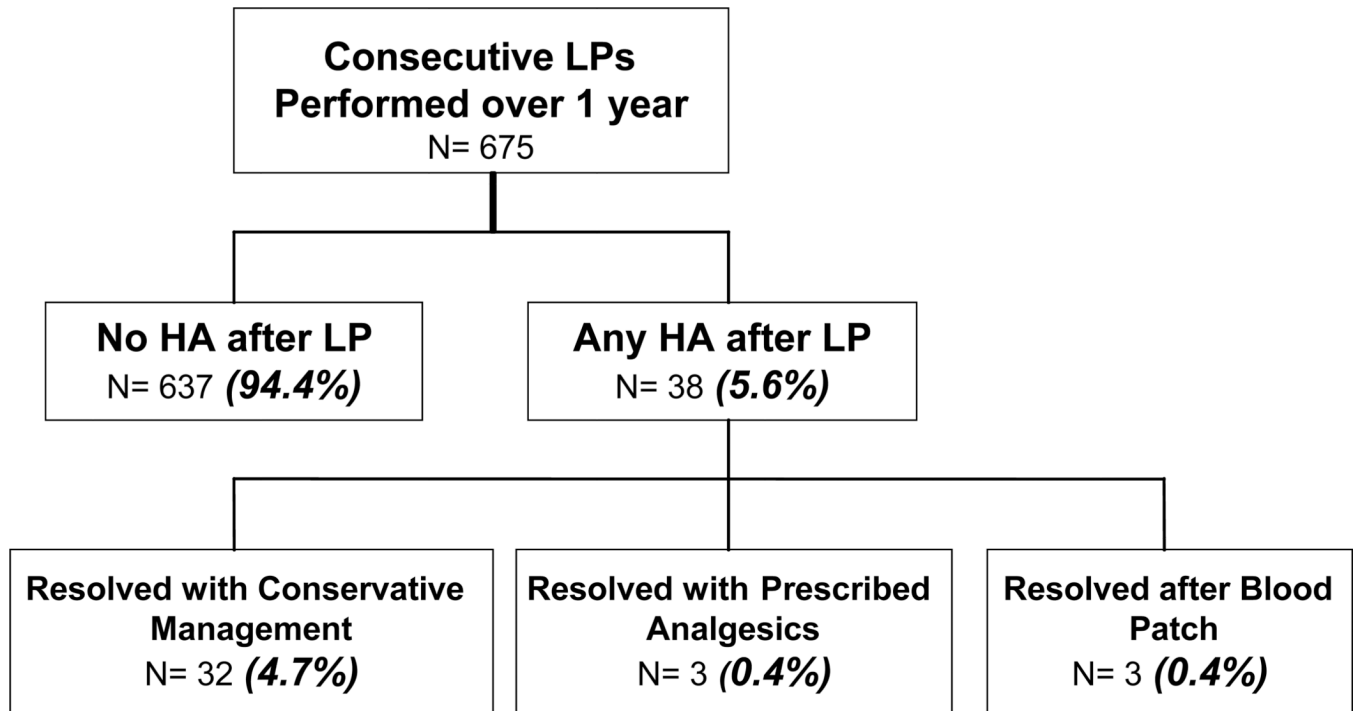 Consecutive LPs
Performed over 1 year
N= 675
No HA after LP
N= 637 (94.4%)
Any HA after LP
N= 38 (5.6%)
Resolved with Conservative
Management
N= 32 (4.7%)
Resolved with Prescribed
Analgesics
N= 3 (0.4%)
Resolved after Blood
Patch
N= 3 (0.4%)